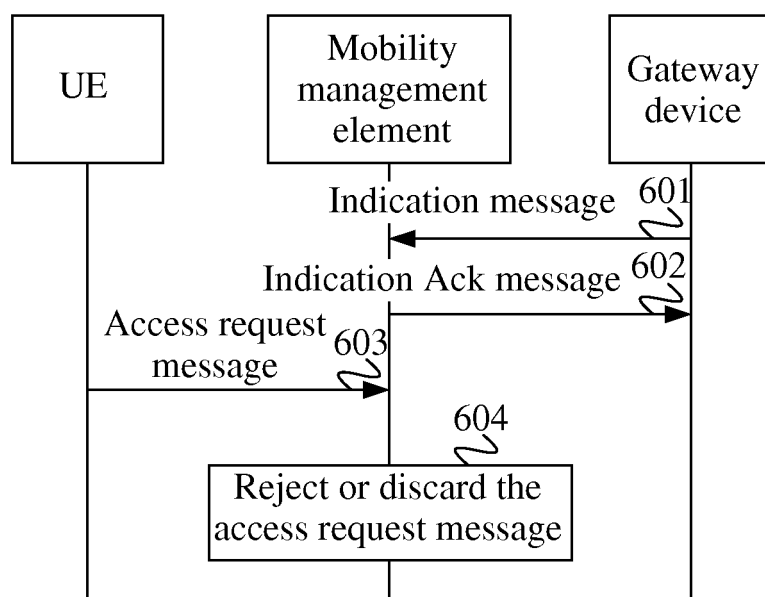 UE
Mobility
management
element
Gateway
device
601
Indication message
602
Indication Ack message
Access request
message
603
604
Reject or discard the
access request message